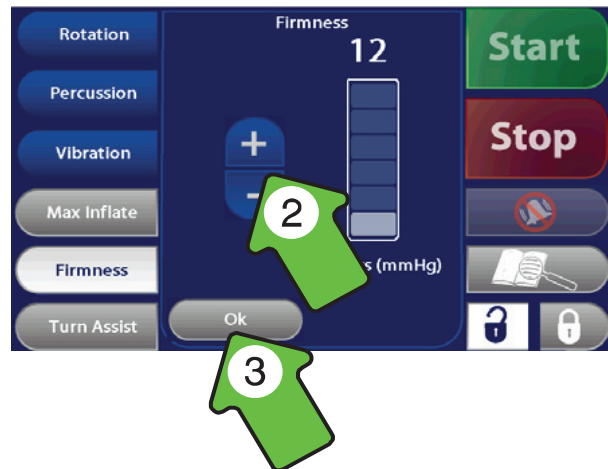 Rotation
Percussion
Vibration
Max Inflate
Firmness
Turn Assist
Firmness
12
+
-
2
(mmHg)
Ok
3
Start
Stop